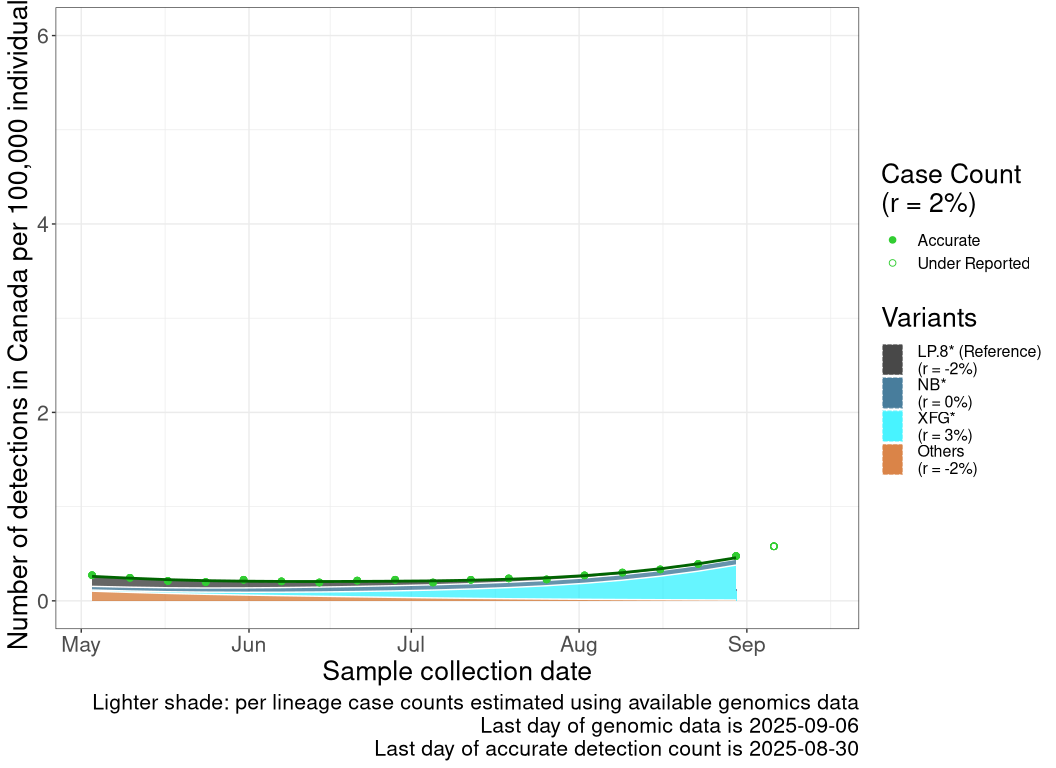 Number of detections in Canada per 100,000 individual
6
4
2
0
May Jun Jul Aug Sep
Sample collection date
Lighter shade: per lineage case counts estimated using available genomics data
Last day of genomic data is 2025-09-06
Last day of accurate detection count is 2025-08-30
Case Count
(r = 2%)
Accurate
Under Reported
Variants
LP.8* (Reference)
(r = -2%)
NB*
(r = 0%)
XFG*
(r = 3%)
Others
(r = -2%)